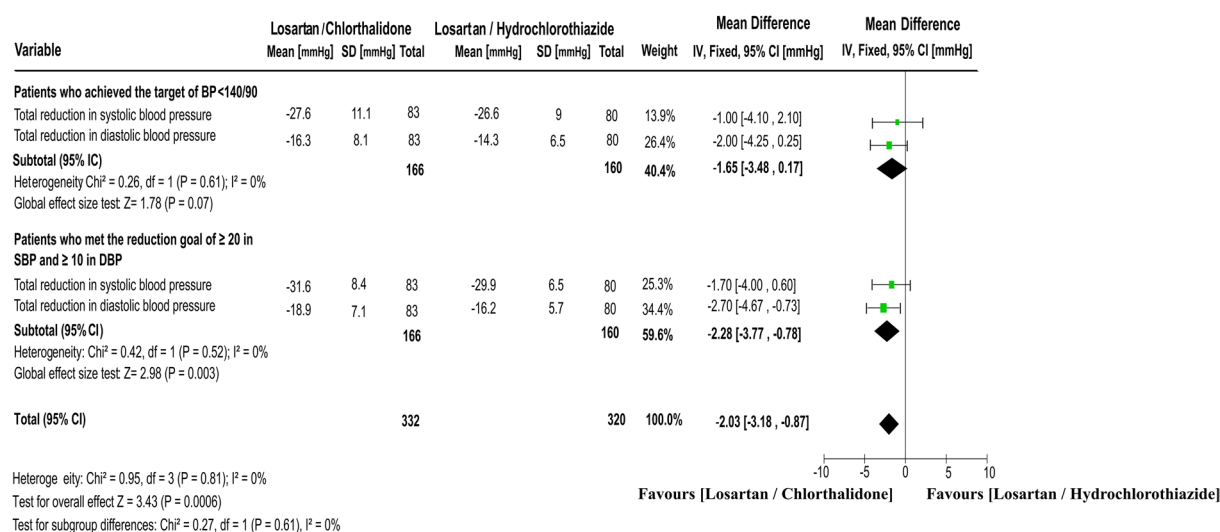 Losartan /Chlorthalidone Losartan / Hydrochlorothiazide Mean Difference Mean Difference
Variable Mean [mmHg] SD [mmHg] Total Mean [mmHg] SD [mmHg] Total Weight IV, Fixed, 95% CI [mmHg] IV, Fixed, 95% CI [mmHg]
Patients who achieved the target of BP<140/90
Total reduction in systolic blood pressure -27.6 11.1 83 -26.6 9 80 13.9% -1.00 [-4.10 , 2.10]
Total reduction in diastolic blood pressure -16.3 8.1 83 -14.3 6.5 80 26.4% -2.00 [-4.25 , 0.25]
Subtotal (95% IC) 166 160 40.4% -1.65 [-3.48 , 0.17]
Heterogeneity Chi² = 0.26, df = 1 (P = 0.61); I² = 0%
Global effect size test: Z= 1.78 (P = 0.07)
Patients who met the reduction goal of ≥ 20 in
SBP and ≥ 10 in DBP
Total reduction in systolic blood pressure -31.6 8.4 83 -29.9 6.5 80 25.3% -1.70 [-4.00 , 0.60]
Total reduction in diastolic blood pressure -18.9 7.1 83 -16.2 5.7 80 34.4% -2.70 [-4.67 , -0.73]
Subtotal (95% CI) 166 160 59.6% -2.28 [-3.77 , -0.78]
Heterogeneity: Chi² = 0.42, df = 1 (P = 0.52); I² = 0%
Global effect size test: Z= 2.98 (P = 0.003)
Total (95% CI) 332 320 100.0% -2.03 [-3.18 , -0.87]
-10 -5 0 5 10
Heteroge eity: Chi² = 0.95, df = 3 (P = 0.81); I² = 0%
Favours [Losartan / Chlorthalidone] Favours [Losartan / Hydrochlorothiazide]
Test for overall effect Z = 3.43 (P = 0.0006)
Test for subgroup differences: Chi² = 0.27, df = 1 (P = 0.61), I² = 0%